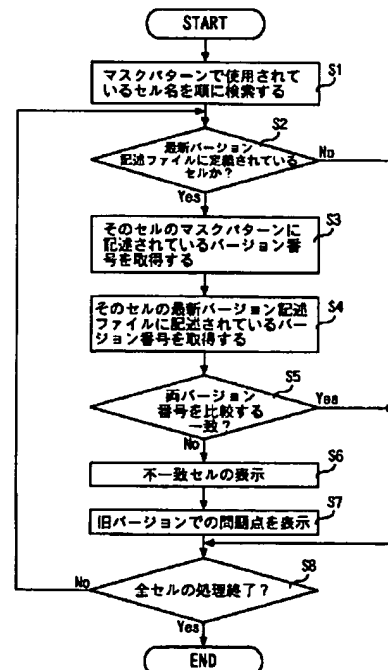 START
S1
マスクパターンで使用されて
いるセル名を順に検索する
S2
最新バージョン
記述ファイルに定義されている
セルか?
No
Yes
S3
そのセルのマスクパターンに
記述されているバージョン番
号を取得する
S4
そのセルの最新バージョン記述
ファイルに記述されているバー
ジョン番号を取得する
S5
両バージョン
番号を比較する
一致?
Yes
No
S6
不一致セルの表示
S7
旧バージョンでの問題点を表示
S8
No
全セルの処理終了?
Yes
END